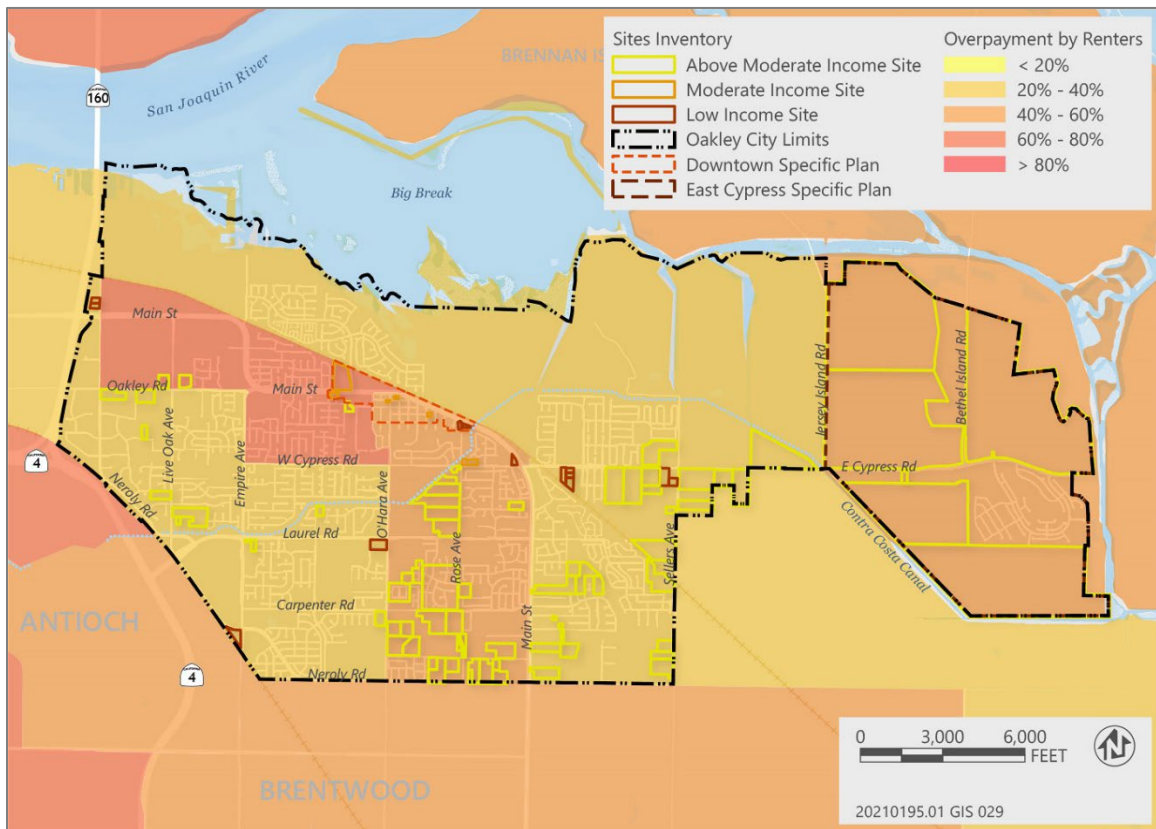 Sites Inventory
Above Moderate Income Site
Moderate Income Site
Low Income Site
Oakley City Limits
Downtown Specific Plan
East Cypress Specific Plan
Overpayment by Renters
< 20%
20% - 40%
40% - 60%
60% - 80%
> 80%
BRENNAN IS
160
San Joaquin River
Big Break
Main St
Oakley Rd
Main St
Live Oak Ave
Empire Ave
W Cypress Rd
O'Hara Ave
Jersey Island Rd
Bethel Island Rd
E Cypress Rd
4
Neroly Rd
Laurel Rd
Rose Ave
Sellers Ave
Contra Costa Canal
Carpenter Rd
Main St
ANTIOCH
4
Neroly Rd
BRENTWOOD
0 3,000 6,000
FEET
N
20210195.01 GIS 029